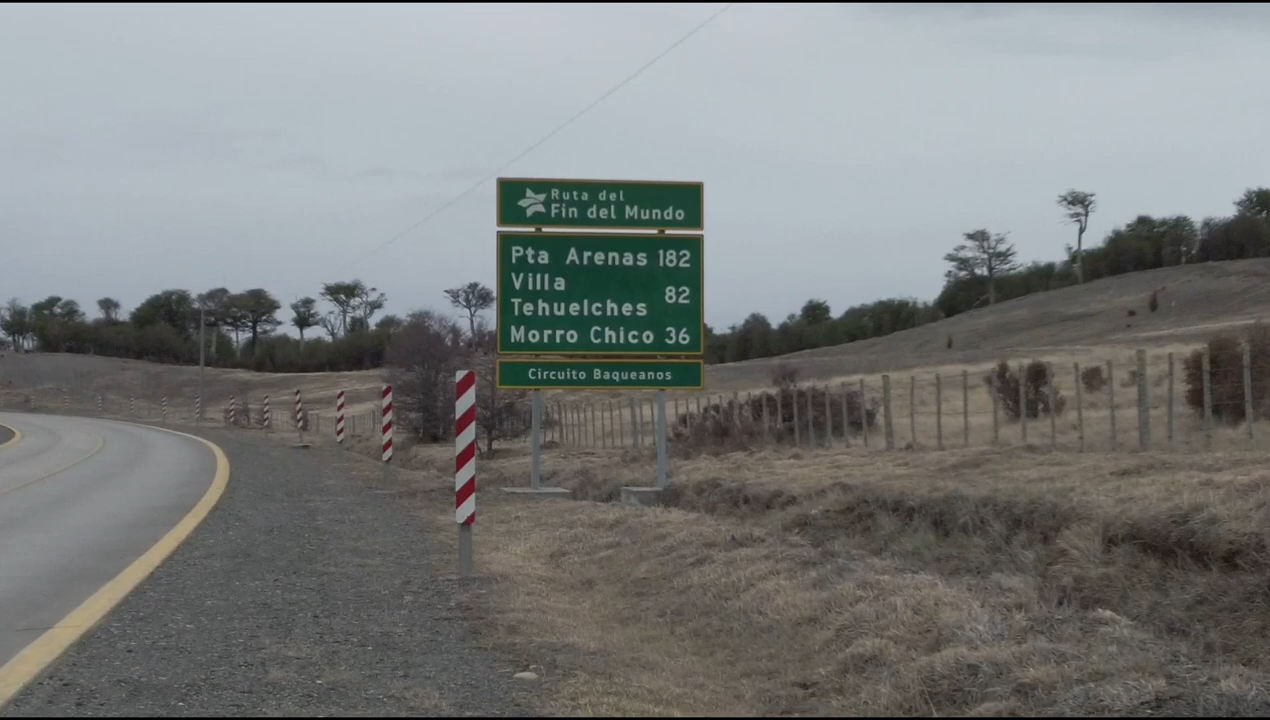 Ruta del
Fin del Mundo
Pta Arenas 182
Villa
Tehuelches 82
Morro Chico 36
Circuito Baqueanos